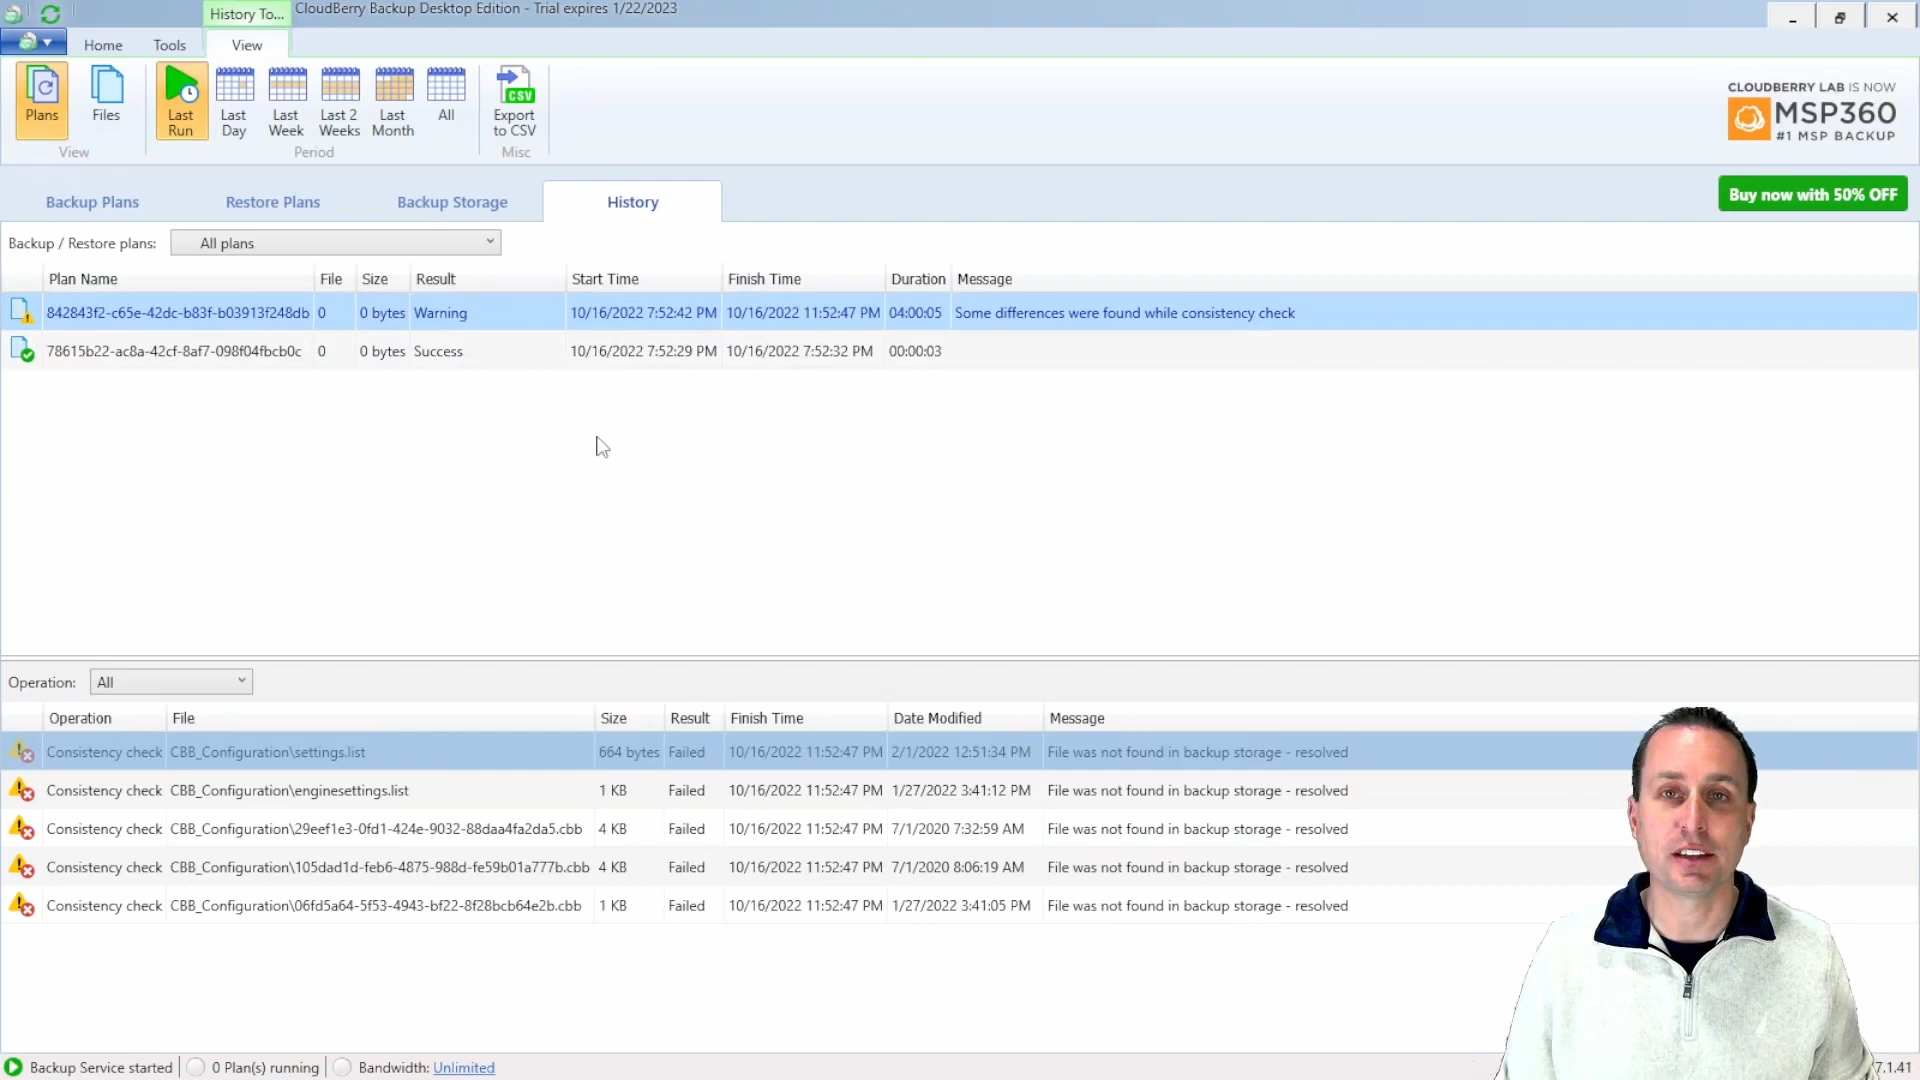 History To...
CloudBerry Backup Desktop Edition - Trial expires 1/22/2023
Home
Tools
View
Plans
Files
View
Last Run
Last Day
Last Week
Last 2 Weeks
Last Month
All
Period
Export to CSV
CSV
Misc
CLOUDBERRY LAB IS NOW
MSP360
#1 MSP BACKUP
Backup Plans
Restore Plans
Backup Storage
History
Buy now with 50% OFF
Backup / Restore plans: All plans
Plan Name File Size Result Start Time Finish Time Duration Message
842843f2-c65e-42dc-b83f-b03913f248db 0 0 bytes Warning 10/16/2022 7:52:42 PM 10/16/2022 11:52:47 PM 04:00:05 Some differences were found while consistency check
78615b22-ac8a-42cf-8af7-098f04fbcb0c 0 0 bytes Success 10/16/2022 7:52:29 PM 10/16/2022 7:52:32 PM 00:00:03
Operation: All
Operation File Size Result Finish Time Date Modified Message
Consistency check CBB_Configuration\settings.list 664 bytes Failed 10/16/2022 11:52:47 PM 2/1/2022 12:51:34 PM File was not found in backup storage - resolved
Consistency check CBB_Configuration\enginesettings.list 1 KB Failed 10/16/2022 11:52:47 PM 1/27/2022 3:41:12 PM File was not found in backup storage - resolved
Consistency check CBB_Configuration\29eef1e3-0fd1-424e-9032-88daa4fa2da5.cbb 4 KB Failed 10/16/2022 11:52:47 PM 7/1/2020 7:32:59 AM File was not found in backup storage - resolved
Consistency check CBB_Configuration\105dad1d-feb6-4875-988d-fe59b01a777b.cbb 4 KB Failed 10/16/2022 11:52:47 PM 7/1/2020 8:06:19 AM File was not found in backup storage - resolved
Consistency check CBB_Configuration\06fd5a64-5f53-4943-bf22-8f28bcb64e2b.cbb 1 KB Failed 10/16/2022 11:52:47 PM 1/27/2022 3:41:05 PM File was not found in backup storage - resolved
Backup Service started 0 Plan(s) running Bandwidth: Unlimited 7.1.41